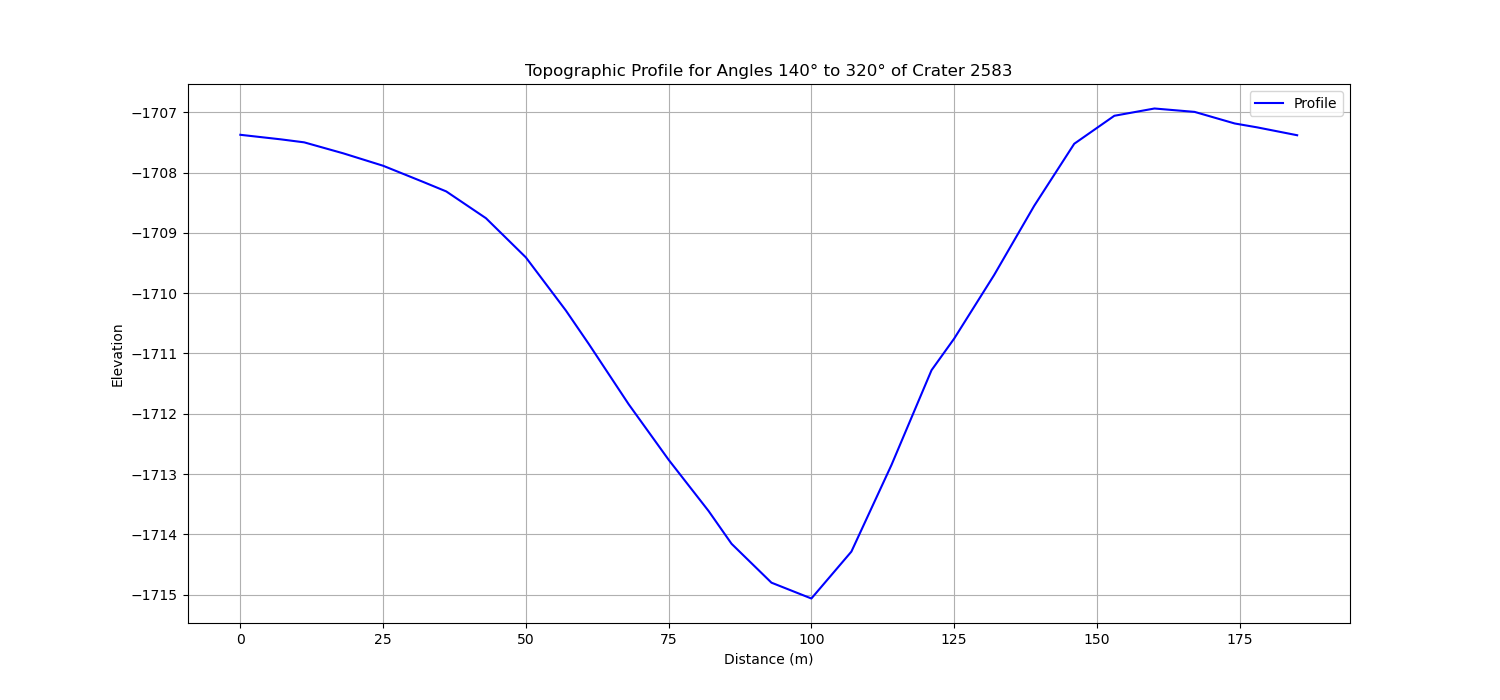 Topographic Profile for Angles 140° to 320° of Crater 2583
Profile
−1707
−1708
−1709
−1710
−1711
−1712
−1713
−1714
−1715
Elevation
0 25 50 75 100 125 150 175
Distance (m)